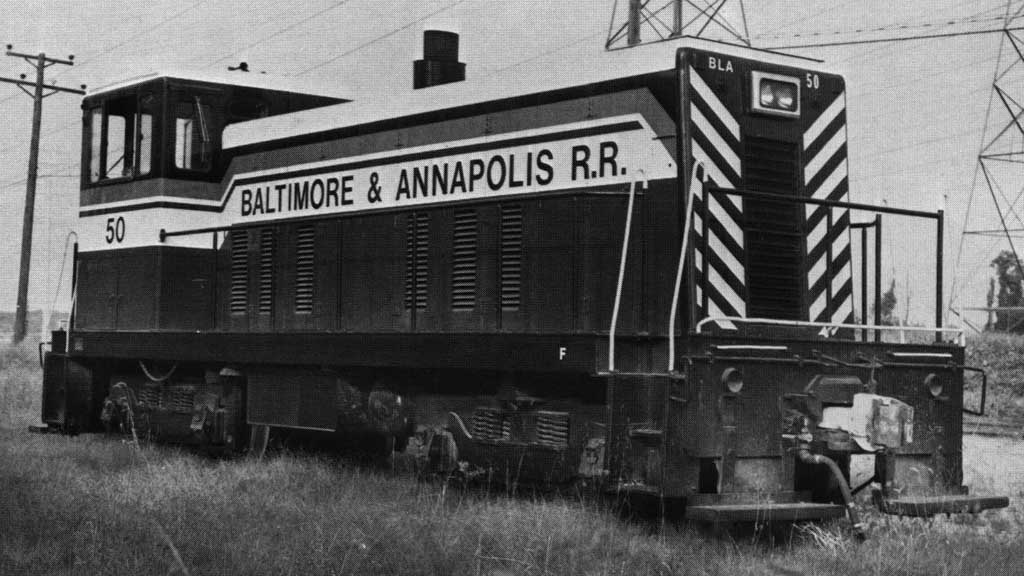 BLA 50
BALTIMORE & ANNAPOLIS R.R.
50
F